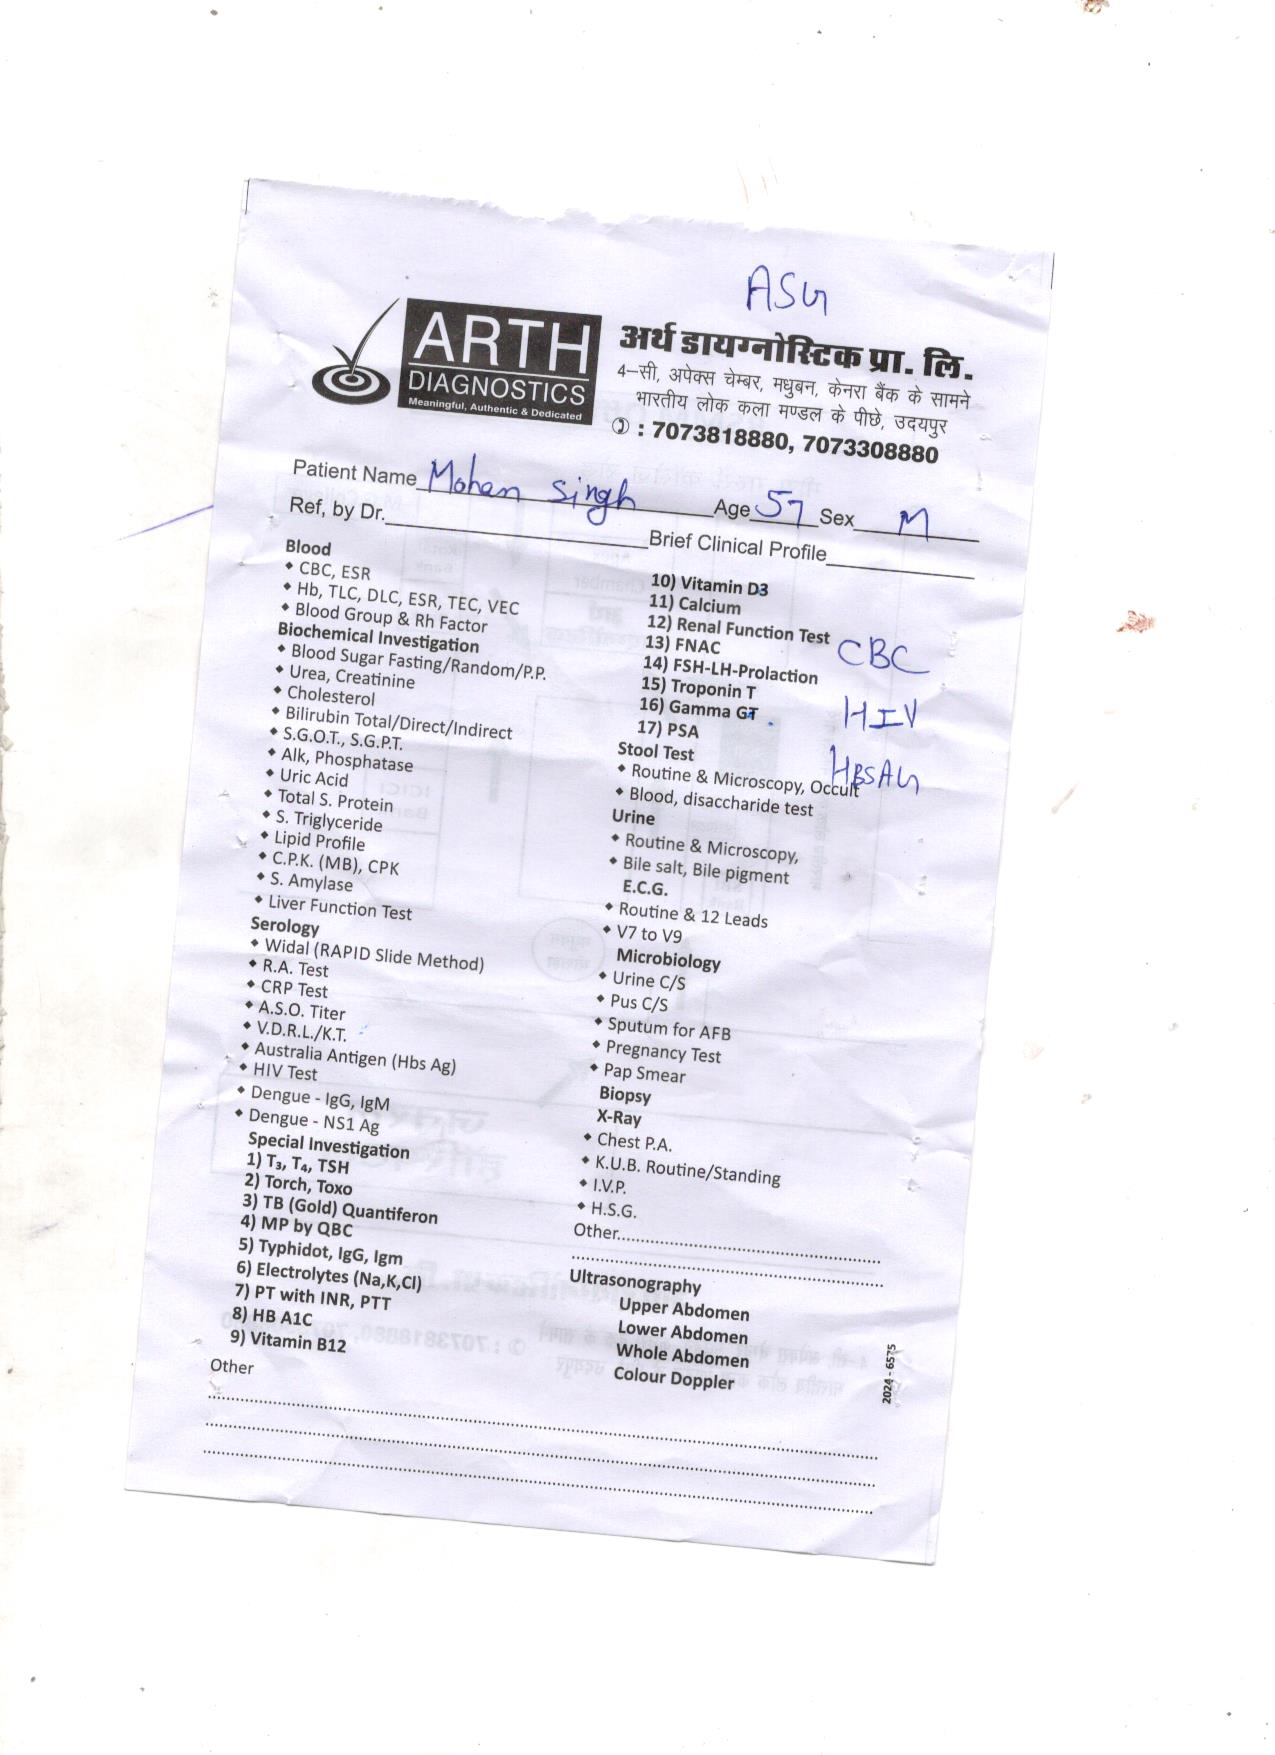 ASG
ARTH
DIAGNOSTICS
Meaningful, Authentic & Dedicated
अर्थ डायग्नोस्टिक प्रा. लि.
4–सी, अपेक्स चेम्बर, मधुबन, केनरा बैंक के सामने
भारतीय लोक कला मण्डल के पीछे, उदयपुर
✆ : 7073818880, 7073308880
Patient Name Mohan Singh Age 57 Sex M
Ref, by Dr. Brief Clinical Profile
Blood
◆ CBC, ESR
◆ Hb, TLC, DLC, ESR, TEC, VEC
◆ Blood Group & Rh Factor
Biochemical Investigation
◆ Blood Sugar Fasting/Random/P.P.
◆ Urea, Creatinine
◆ Cholesterol
◆ Bilirubin Total/Direct/Indirect
◆ S.G.O.T., S.G.P.T.
◆ Alk, Phosphatase
◆ Uric Acid
◆ Total S. Protein
◆ S. Triglyceride
◆ Lipid Profile
◆ C.P.K. (MB), CPK
◆ S. Amylase
◆ Liver Function Test
Serology
◆ Widal (RAPID Slide Method)
◆ R.A. Test
◆ CRP Test
◆ A.S.O. Titer
◆ V.D.R.L./K.T.
◆ Australia Antigen (Hbs Ag)
◆ HIV Test
◆ Dengue - IgG, IgM
◆ Dengue - NS1 Ag
Special Investigation
1) T₃, T₄, TSH
2) Torch, Toxo
3) TB (Gold) Quantiferon
4) MP by QBC
5) Typhidot, IgG, Igm
6) Electrolytes (Na,K,Cl)
7) PT with INR, PTT
8) HB A1C
9) Vitamin B12
Other
10) Vitamin D3
11) Calcium
12) Renal Function Test
13) FNAC
14) FSH-LH-Prolaction
15) Troponin T
16) Gamma GT
17) PSA
CBC
HIV
HBSAG
Stool Test
◆ Routine & Microscopy, Occult
◆ Blood, disaccharide test
Urine
◆ Routine & Microscopy,
◆ Bile salt, Bile pigment
E.C.G.
◆ Routine & 12 Leads
◆ V7 to V9
Microbiology
◆ Urine C/S
◆ Pus C/S
◆ Sputum for AFB
◆ Pregnancy Test
◆ Pap Smear
Biopsy
X-Ray
◆ Chest P.A.
◆ K.U.B. Routine/Standing
◆ I.V.P.
◆ H.S.G.
Other
Ultrasonography
Upper Abdomen
Lower Abdomen
Whole Abdomen
Colour Doppler
2024 - 6575